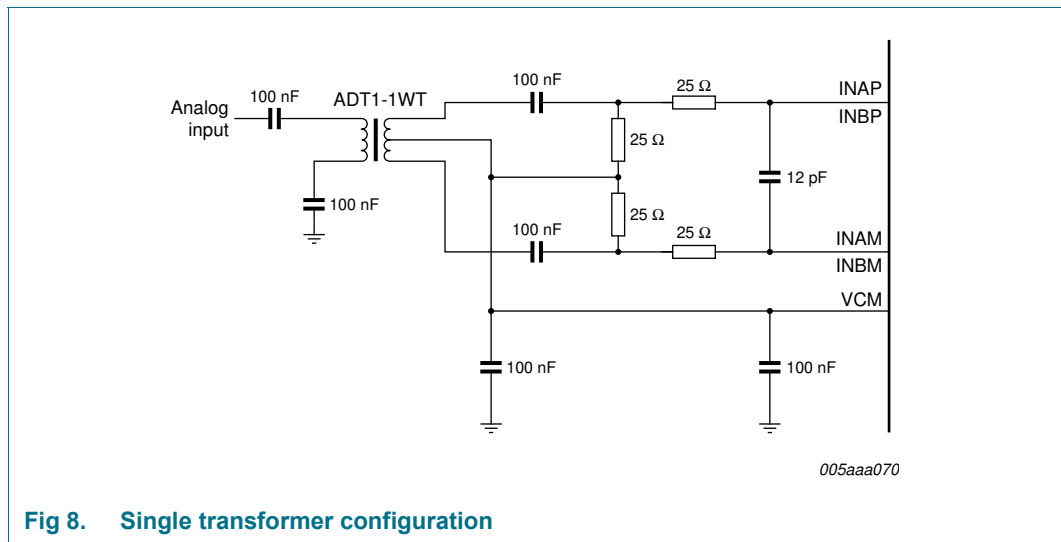 Analog
input
100 nF
ADT1-1WT
100 nF
100 nF
25 Ω
INAP
INBP
25 Ω
12 pF
25 Ω
100 nF
25 Ω
INAM
INBM
VCM
100 nF
100 nF
005aaa070
Fig 8. Single transformer configuration